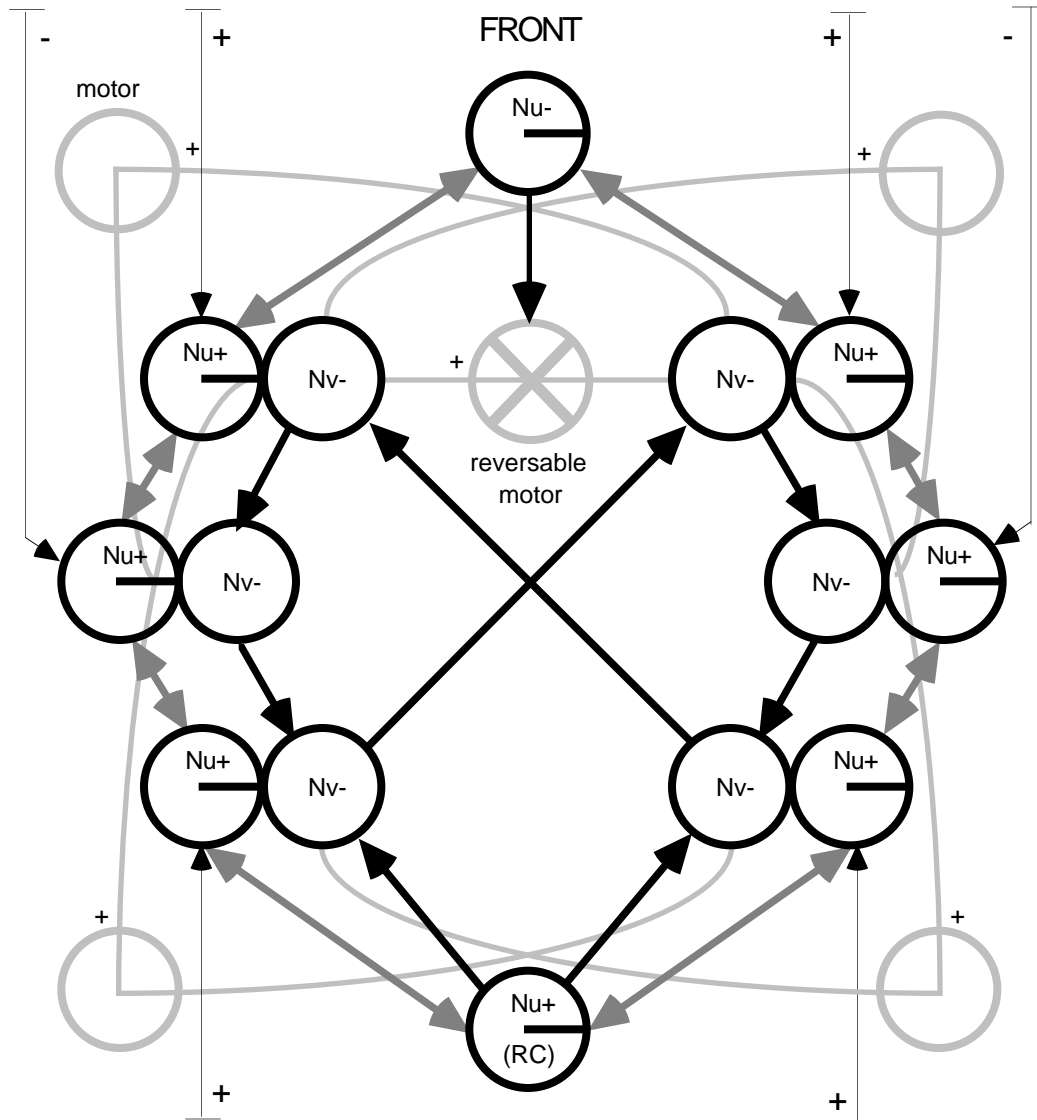 FRONT
- + + -
motor
Nu-
+ +
Nu+ Nv- + Nv- Nu+
reversable
motor
Nu+ Nv- Nv- Nu+
Nu+ Nv- Nv- Nu+
+ +
Nu+
(RC)
+ +